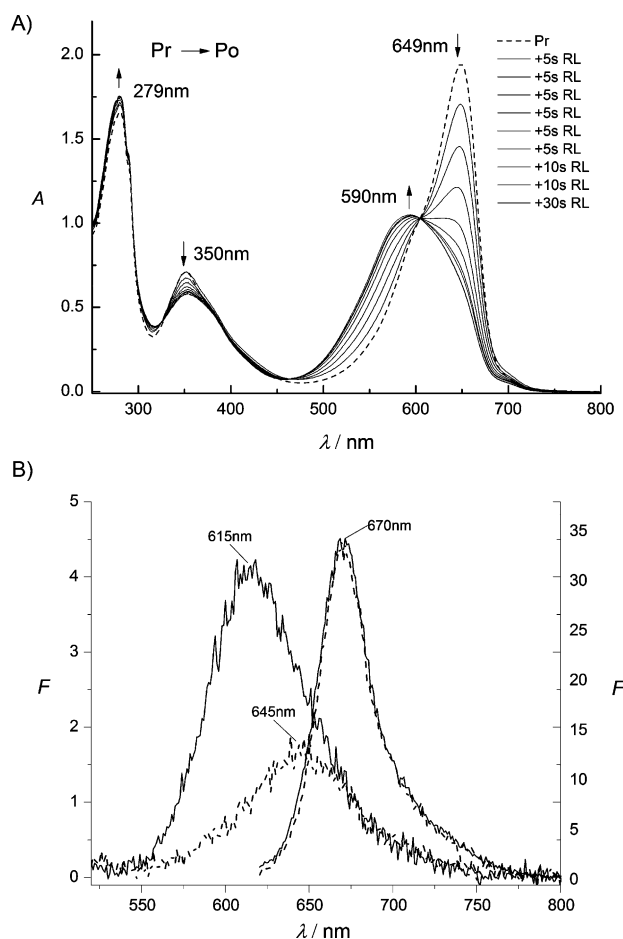 A)
Pr → Po
649nm
Pr
+5s RL
+5s RL
+5s RL
+5s RL
+5s RL
+5s RL
+10s RL
+10s RL
+30s RL
279nm
590nm
350nm
A
2.0
1.5
1.0
0.5
0.0
300 400 500 600 700 800
λ / nm
B)
615nm
670nm
645nm
F
F
5
4
3
2
1
0
35
30
25
20
15
10
5
0
550 600 650 700 750 800
λ / nm